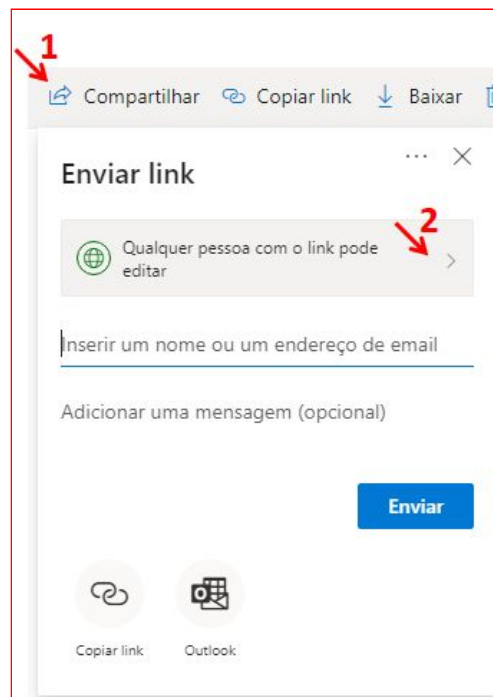 1
Compartilhar Copiar link Baixar
Enviar link
2
Qualquer pessoa com o link pode
editar
Inserir um nome ou um endereço de email
Adicionar uma mensagem (opcional)
Enviar
Copiar link Outlook